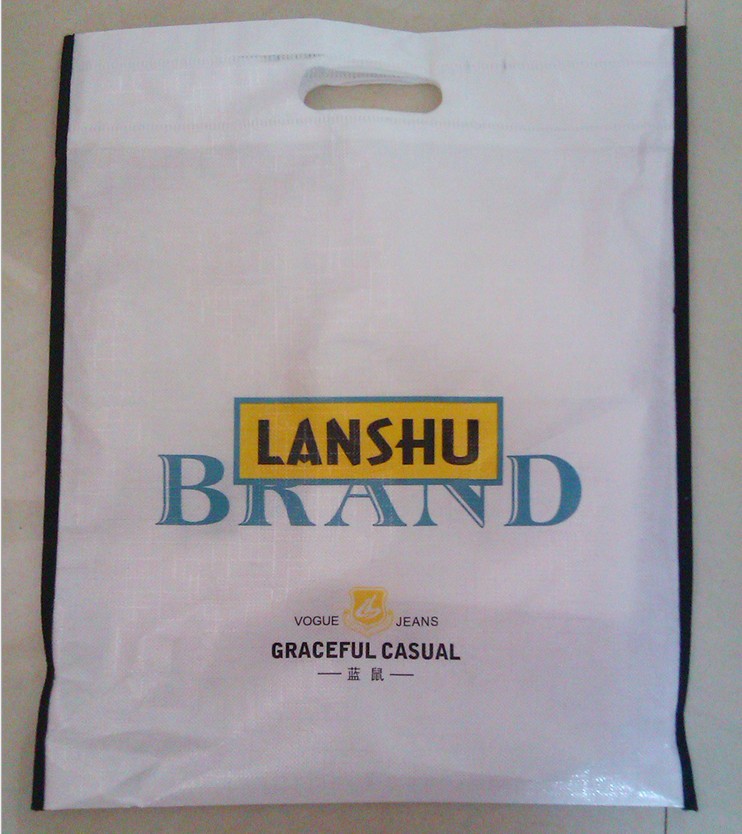 LANSHU
BRAND
VOGUE JEANS
GRACEFUL CASUAL
蓝 鼠